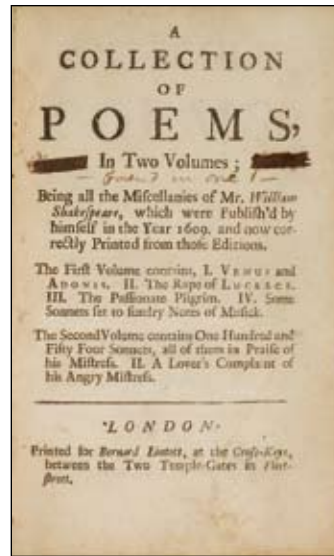 A
COLLECTION
OF
POEMS,
In Two Volumes;
Bound in one
Being all the Miscellanies of Mr. William
Shakespeare, which were Publish'd by
himself in the Year 1609. and now cor-
rectly Printed from those Editions.
The First Volume contains, I. VENUS and
ADONIS. II. The Rape of LUCRECE.
III. The Passionate Pilgrim. IV. Some
Sonnets set to sundry Notes of Musick.
The Second Volume contains One Hundred and
Fifty Four Sonnets, all of them in Praise of
his Mistress. II. A Lover's Complaint of
his Angry Mistress.
LONDON.
Printed for Bernard Lintott, at the Cross-Keys,
between the Two Temple-Gates in Fleet-
street.